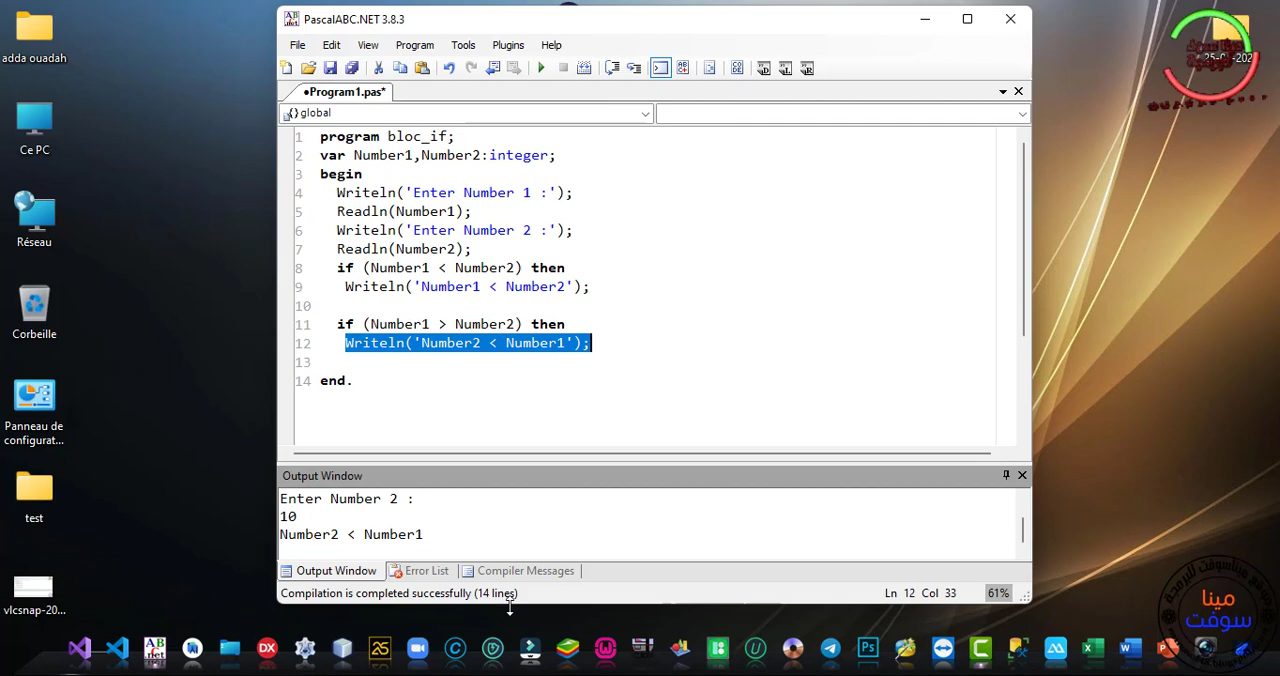 adda ouadah
Ce PC
Réseau
Corbeille
Panneau de
configurat...
test
vlcsnap-20...
PascalABC.NET 3.8.3
File Edit View Program Tools Plugins Help
●Program1.pas*
{} global
1 program bloc_if;
2 var Number1,Number2:integer;
3 begin
4 Writeln('Enter Number 1 :');
5 Readln(Number1);
6 Writeln('Enter Number 2 :');
7 Readln(Number2);
8 if (Number1 < Number2) then
9 Writeln('Number1 < Number2');
10
11 if (Number1 > Number2) then
12 Writeln('Number2 < Number1');
13
14 end.
Output Window
Enter Number 2 :
10
Number2 < Number1
Output Window Error List Compiler Messages
Compilation is completed successfully (14 lines)
Ln 12 Col 33 61%
مينا
سوفت